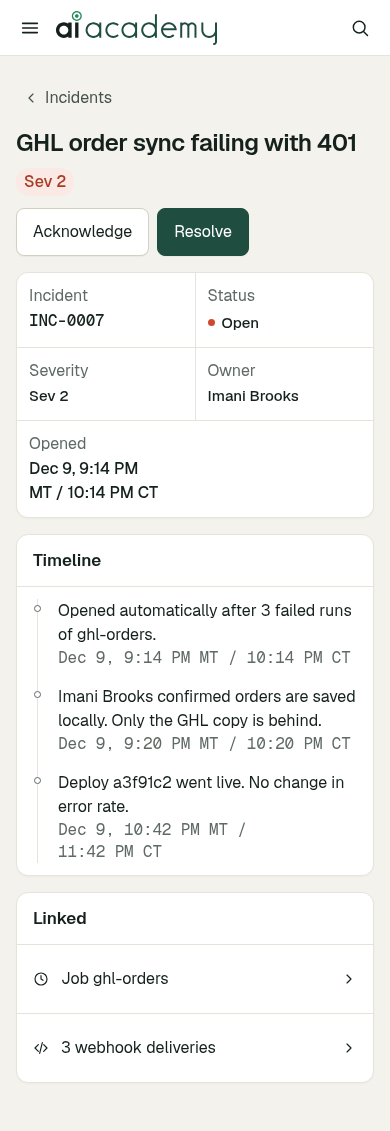 ai academy
Incidents
GHL order sync failing with 401
Sev 2
Acknowledge
Resolve
Incident
INC-0007
Status
Open
Severity
Sev 2
Owner
Imani Brooks
Opened
Dec 9, 9:14 PM
MT / 10:14 PM CT
Timeline
Opened automatically after 3 failed runs
of ghl-orders.
Dec 9, 9:14 PM MT / 10:14 PM CT
Imani Brooks confirmed orders are saved
locally. Only the GHL copy is behind.
Dec 9, 9:20 PM MT / 10:20 PM CT
Deploy a3f91c2 went live. No change in
error rate.
Dec 9, 10:42 PM MT /
11:42 PM CT
Linked
Job ghl-orders
3 webhook deliveries